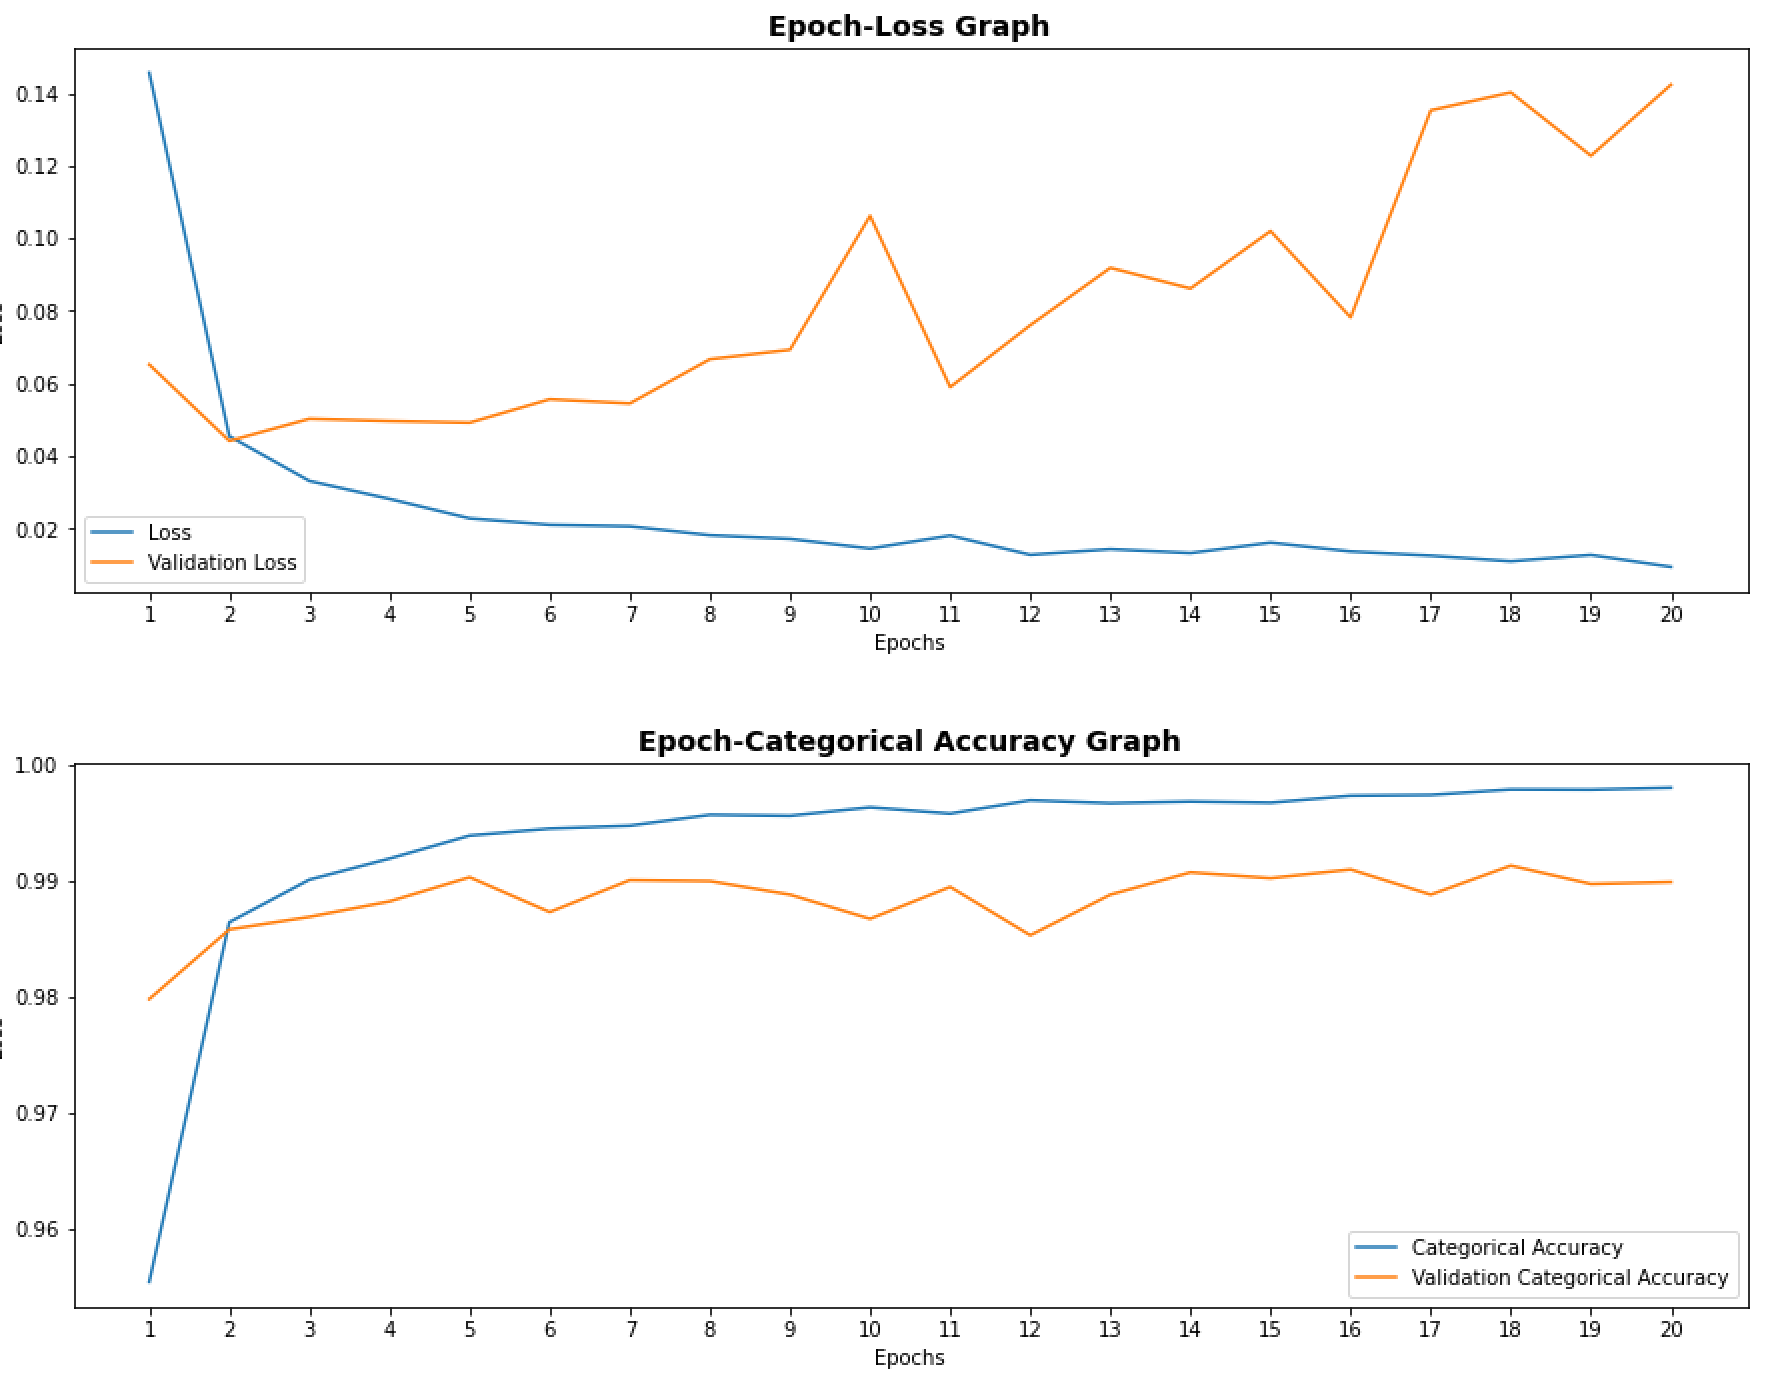 Epoch-Loss Graph
0.14
0.12
0.10
0.08
0.06
0.04
0.02
Loss
Validation Loss
1 2 3 4 5 6 7 8 9 10 11 12 13 14 15 16 17 18 19 20
Epochs
Epoch-Categorical Accuracy Graph
1.00
0.99
0.98
0.97
0.96
Categorical Accuracy
Validation Categorical Accuracy
1 2 3 4 5 6 7 8 9 10 11 12 13 14 15 16 17 18 19 20
Epochs